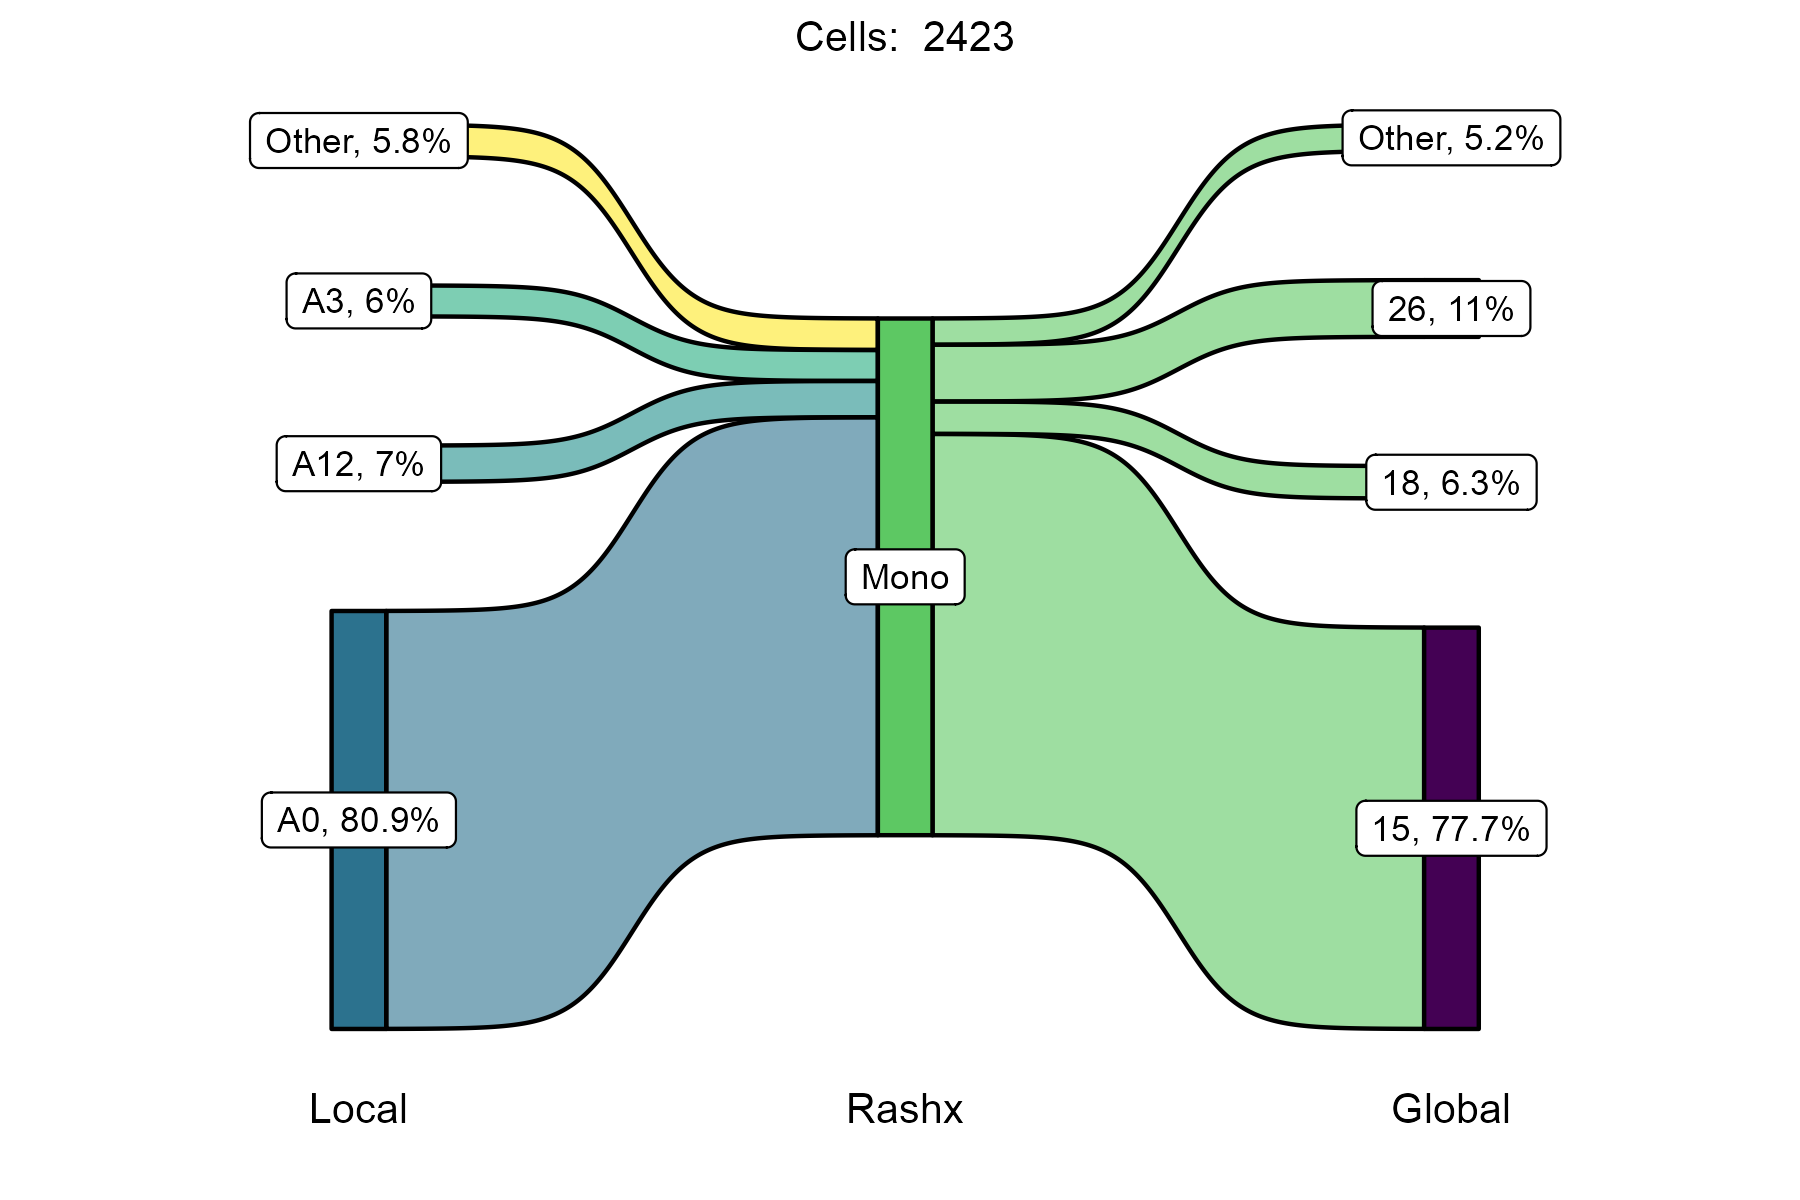 Cells:  2423
Other, 5.8%
Other, 5.2%
A3, 6%
26, 11%
A12, 7%
18, 6.3%
Mono
A0, 80.9%
15, 77.7%
Local
Rashx
Global